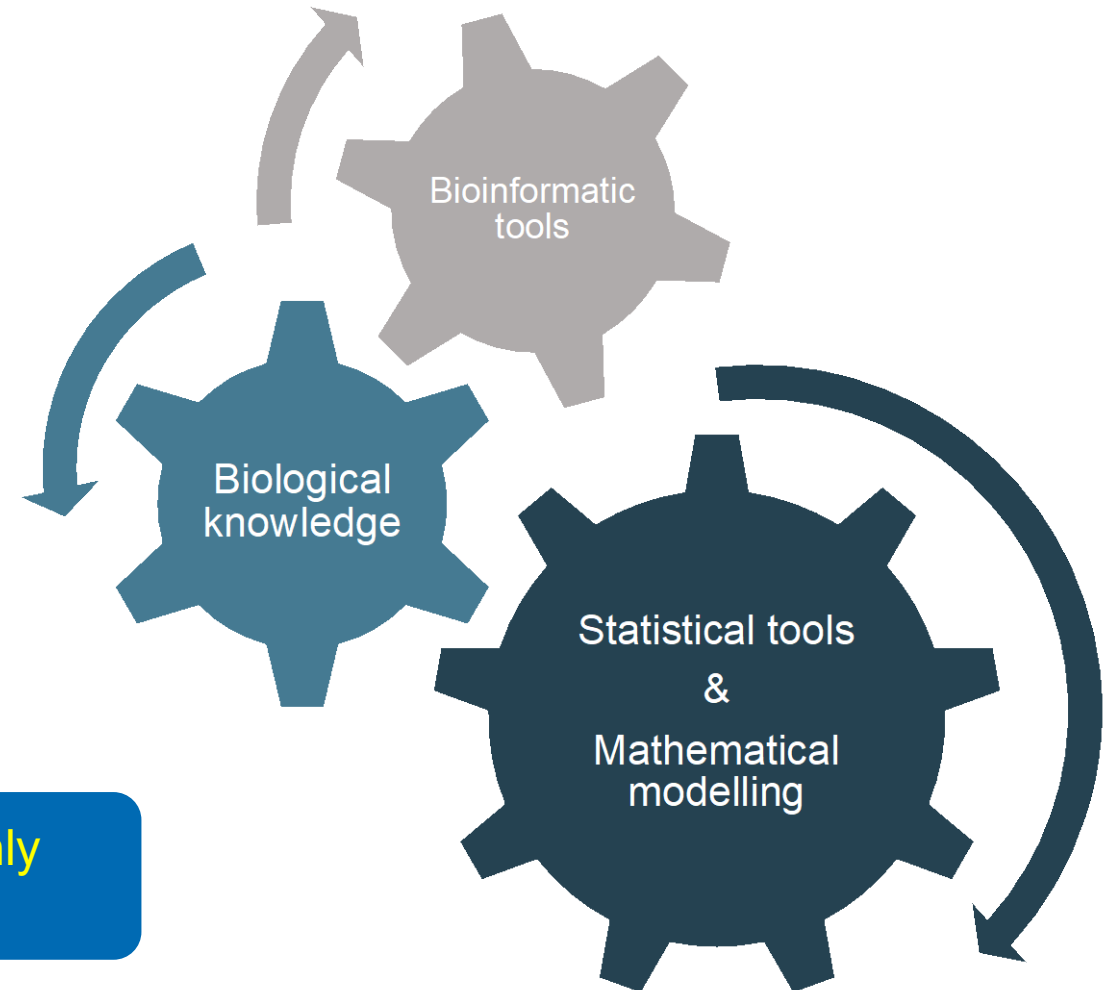 Bioinformatic
tools
Biological
knowledge
Statistical tools
&
Mathematical
modelling